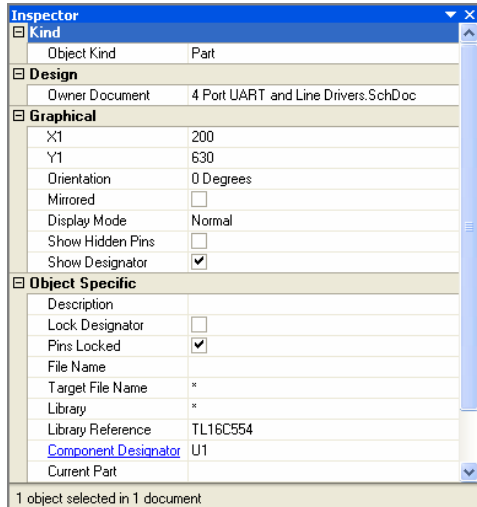 Inspector
Kind
Object Kind Part
Design
Owner Document 4 Port UART and Line Drivers.SchDoc
Graphical
X1 200
Y1 630
Orientation 0 Degrees
Mirrored
Display Mode Normal
Show Hidden Pins
Show Designator
Object Specific
Description
Lock Designator
Pins Locked
File Name
Target File Name *
Library *
Library Reference TL16C554
Component Designator U1
Current Part
1 object selected in 1 document